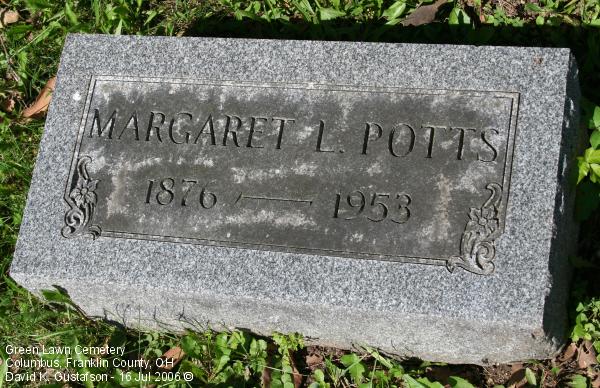 MARGARET L. POTTS
1876 — 1953
Green Lawn Cemetery
Columbus, Franklin County, OH
David K. Gustafson - 16 Jul 2006 ©